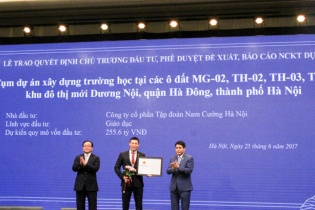 LỄ TRAO QUYẾT ĐỊNH CHỦ TRƯƠNG ĐẦU TƯ, PHÊ DUYỆT ĐỀ XUẤT, BÁO CÁO NCKT DỰ
ụm dự án xây dựng trường học tại các ô đất MG-02, TH-02, TH-03, T
khu đô thị mới Dương Nội, quận Hà Đông, thành phố Hà Nội
Nhà đầu tư: Công ty cổ phần Tập đoàn Nam Cường Hà Nội
Lĩnh vực đầu tư: Giáo dục
Dự kiến quy mô vốn đầu tư: 255.6 tỷ VNĐ
Hà Nội, ngày 25 tháng 6 năm 2017